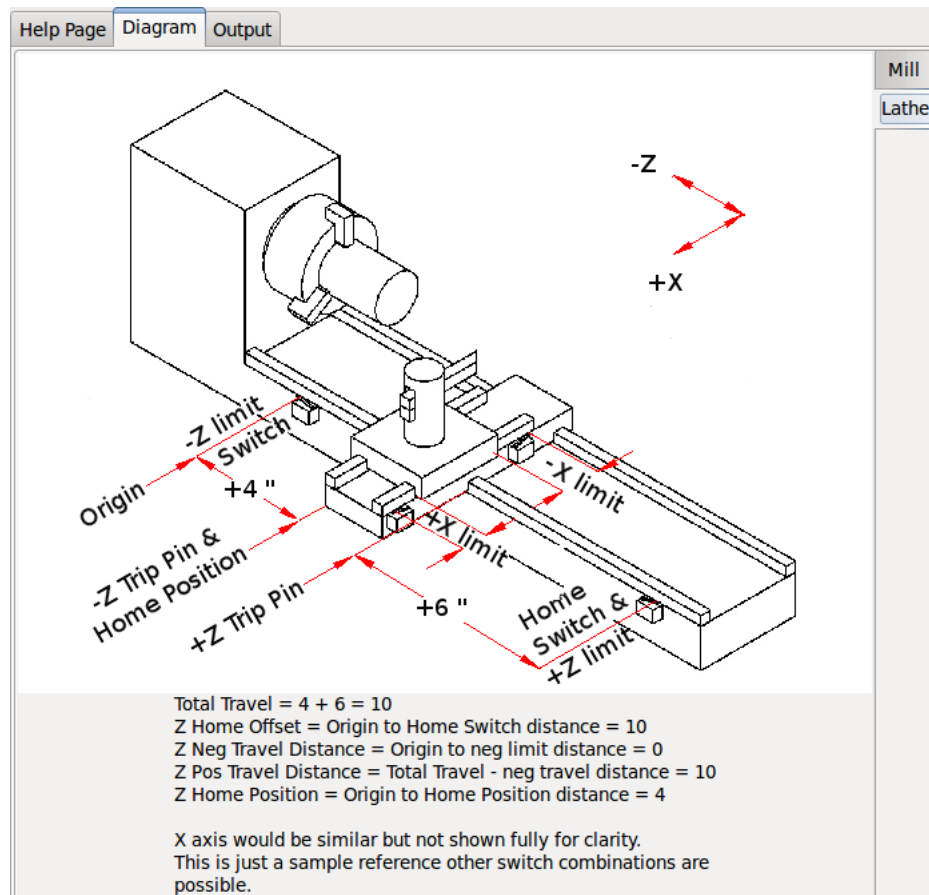 Help Page
Diagram
Output
Mill
Lathe
-Z
+X
-Z limit
Switch
Origin
+4 "
-X limit
+X limit
-Z Trip Pin &
Home Position
+Z Trip Pin
+6 "
Home
Switch &
+Z limit
Total Travel = 4 + 6 = 10
Z Home Offset = Origin to Home Switch distance = 10
Z Neg Travel Distance = Origin to neg limit distance = 0
Z Pos Travel Distance = Total Travel - neg travel distance = 10
Z Home Position = Origin to Home Position distance = 4
X axis would be similar but not shown fully for clarity.
This is just a sample reference other switch combinations are
possible.